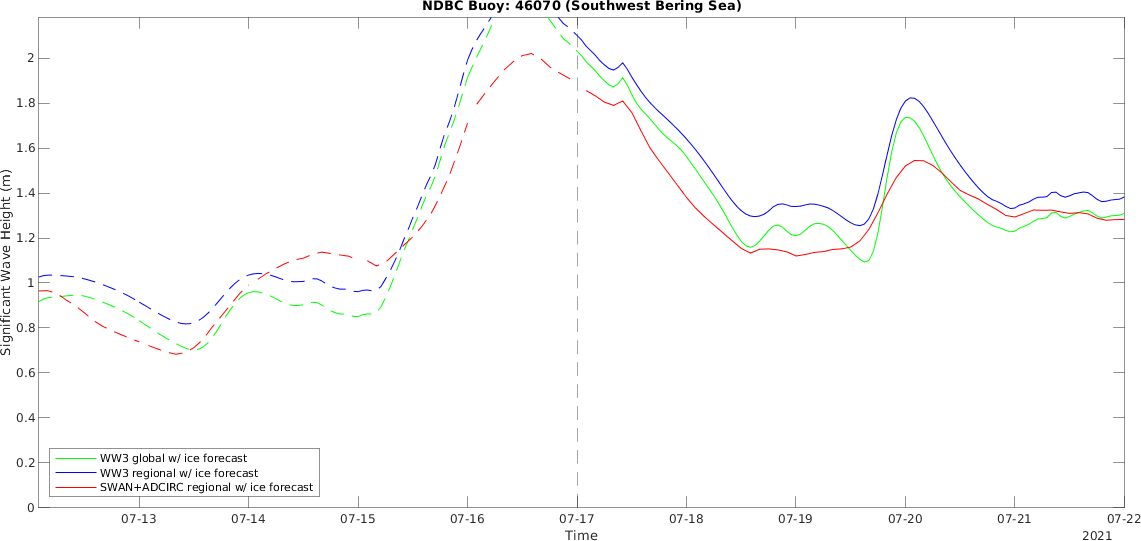 NDBC Buoy: 46070 (Southwest Bering Sea)
Significant Wave Height (m)
2
1.8
1.6
1.4
1.2
1
0.8
0.6
0.4
0.2
0
WW3 global w/ ice forecast
WW3 regional w/ ice forecast
SWAN+ADCIRC regional w/ ice forecast
07-13 07-14 07-15 07-16 07-17 07-18 07-19 07-20 07-21 07-22
Time
2021